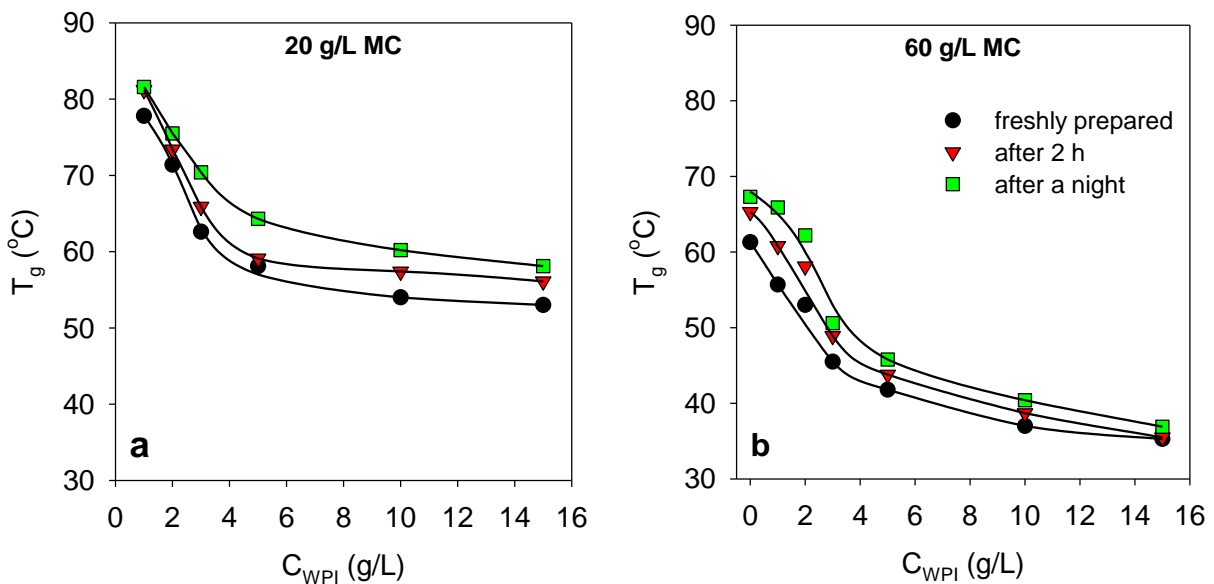 20 g/L MC
90
80
70
60
50
40
30
T_g (°C)
a
0 2 4 6 8 10 12 14 16
C_WPI (g/L)
60 g/L MC
freshly prepared
after 2 h
after a night
90
80
70
60
50
40
30
T_g (°C)
b
0 2 4 6 8 10 12 14 16
C_WPI (g/L)